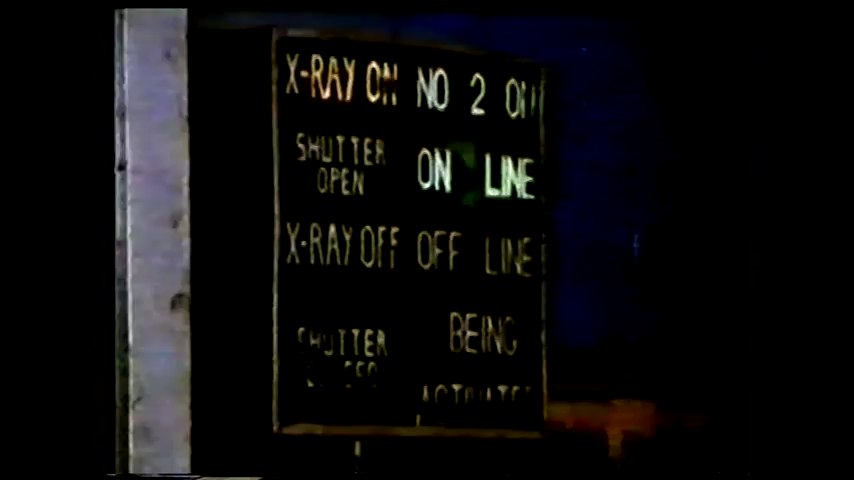 X-RAY ON NO 2 ON
SHUTTER
OPEN
ON LINE
X-RAY OFF OFF LINE
SHUTTER
BEING